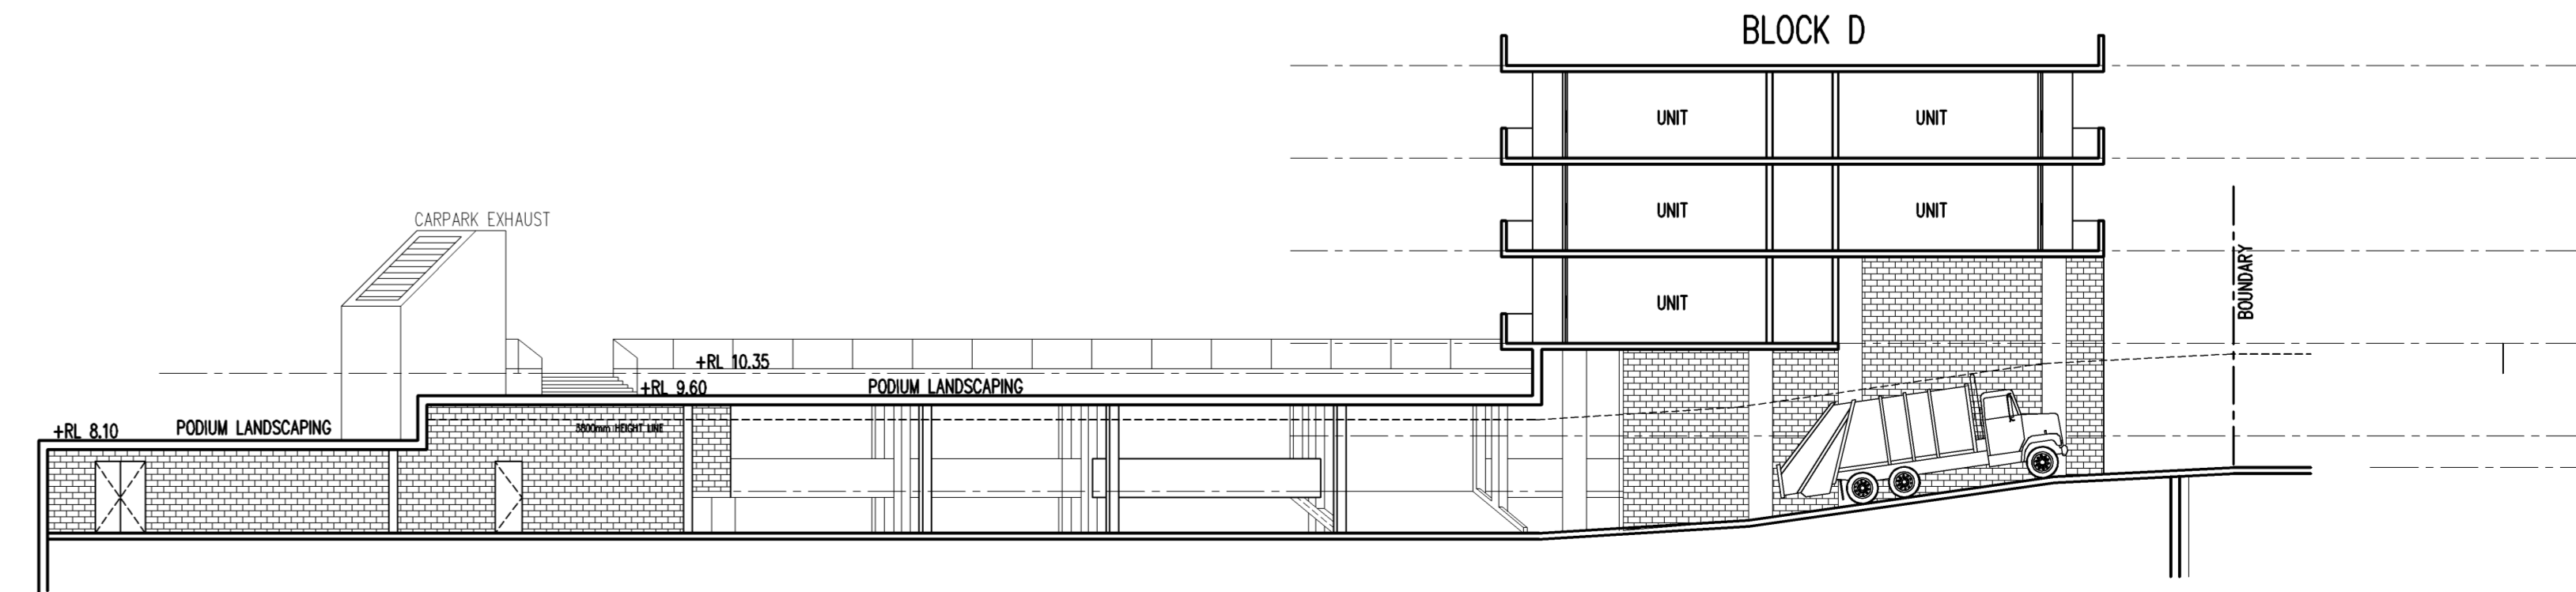 BLOCK D
UNIT
UNIT
UNIT
UNIT
CARPARK EXHAUST
BOUNDARY
UNIT
+RL 10.35
+RL 9.60
PODIUM LANDSCAPING
+RL 8.10
PODIUM LANDSCAPING
3800mm HEIGHT LINE